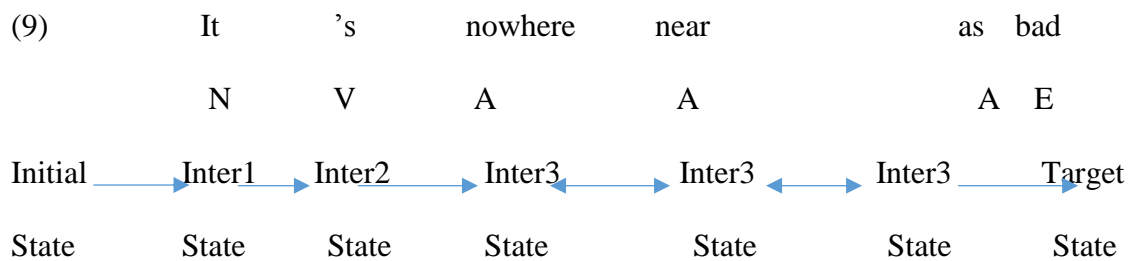 (9) It 's nowhere near as bad
N V A A A E
Initial Inter1 Inter2 Inter3 Inter3 Inter3 Target
State State State State State State State